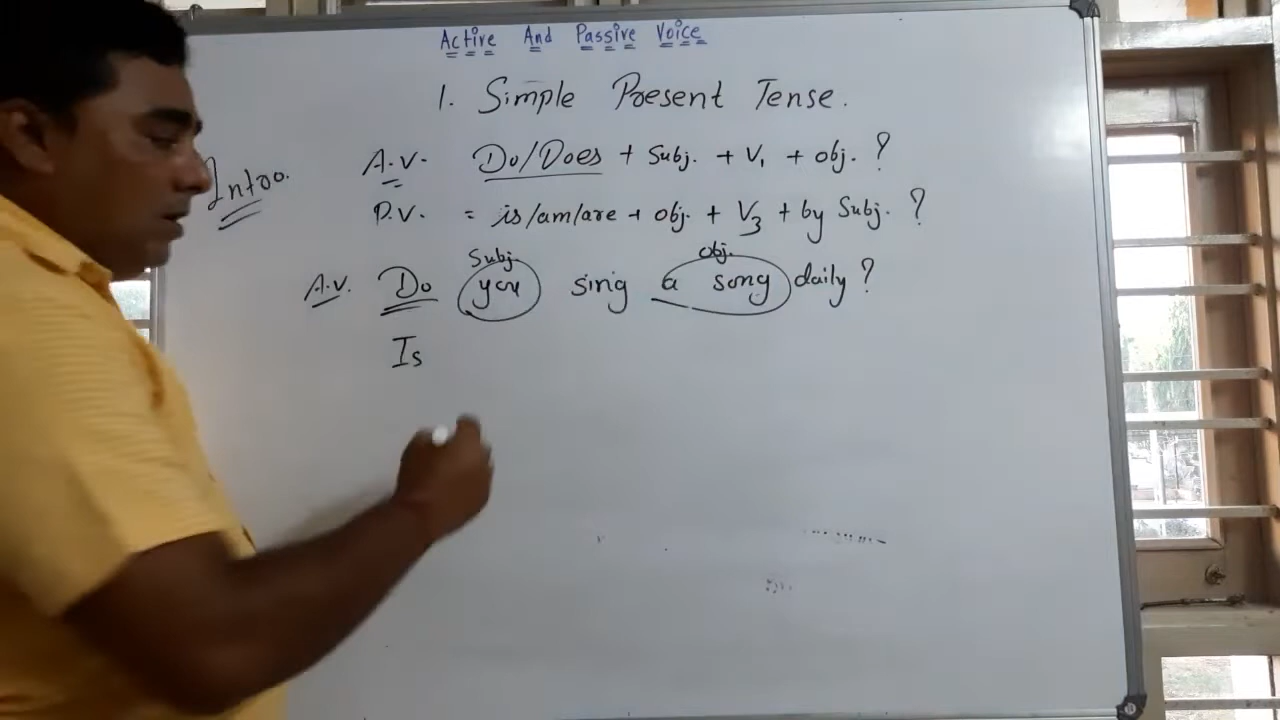 Active And Passive Voice
1. Simple Present Tense.
Intro.
A.V. Do/Does + Subj. + V1 + obj. ?
P.V. = is/am/are + obj + V3 + by Subj. ?
Subj. obj.
A.V. Do you sing a song daily ?
Is